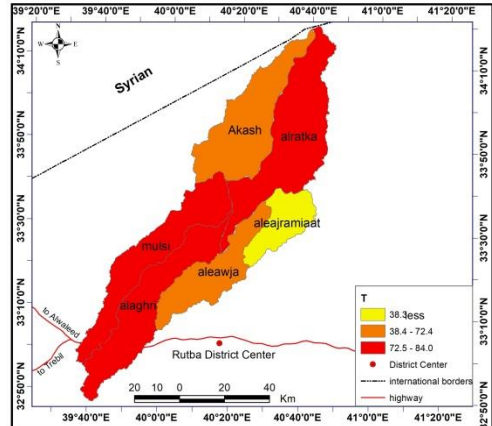 39°20'0"E 39°40'0"E 40°0'0"E 40°20'0"E 40°40'0"E 41°0'0"E 41°20'0"E
34°10'0"N
33°50'0"N
33°30'0"N
33°10'0"N
32°50'0"N
N
W E
S
Syrian
Akash
alratka
aleajramiaat
mulsi
aleawja
alaghri
to Alwaleed
to Trebil
Rutba District Center
34°10'0"N
33°50'0"N
33°30'0"N
33°10'0"N
32°50'0"N
T
38.3ess
38.4 - 72.4
72.5 - 84.0
District Center
international borders
highway
20 10 0 20 40
Km
39°40'0"E 40°0'0"E 40°20'0"E 40°40'0"E 41°0'0"E 41°20'0"E